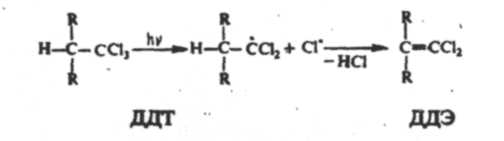 R R R
H-C-CCl₃ hν H-C-ĊCl₂ + Cl• -HCl C=CCl₂
R R R
ДДТ ДДЭ